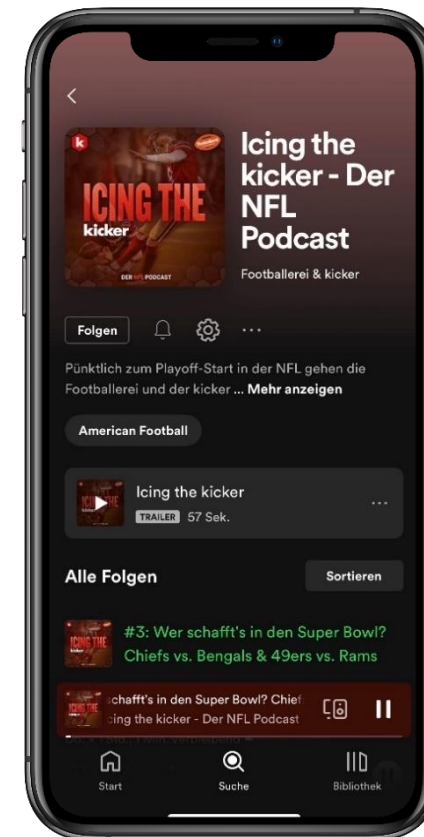 k
ICING THE
kicker
DER NFL PODCAST
Icing the
kicker - Der
NFL
Podcast
Footballerei & kicker
Folgen
Pünktlich zum Playoff-Start in der NFL gehen die
Footballerei und der kicker ... Mehr anzeigen
American Football
Icing the kicker
TRAILER 57 Sek.
Alle Folgen
Sortieren
ICING THE
#3: Wer schafft's in den Super Bowl?
Chiefs vs. Bengals & 49ers vs. Rams
schafft's in den Super Bowl? Chief
cing the kicker - Der NFL Podcast
Start
Suche
Bibliothek